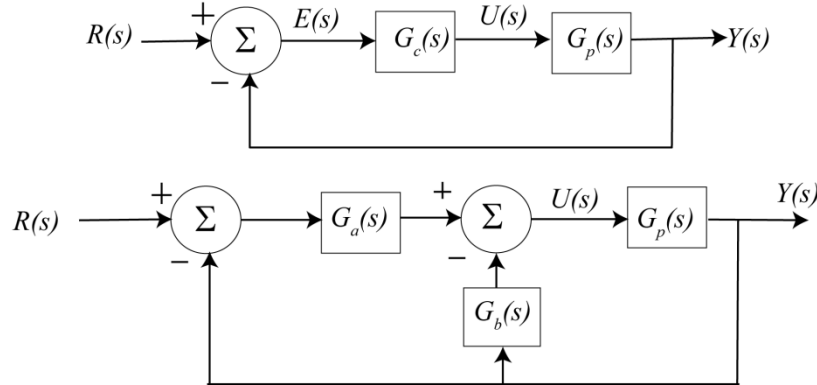 R(s) + − Σ E(s) G_c(s) U(s) G_p(s) Y(s)
R(s) + − Σ G_a(s) + − Σ U(s) G_p(s) Y(s)
G_b(s)